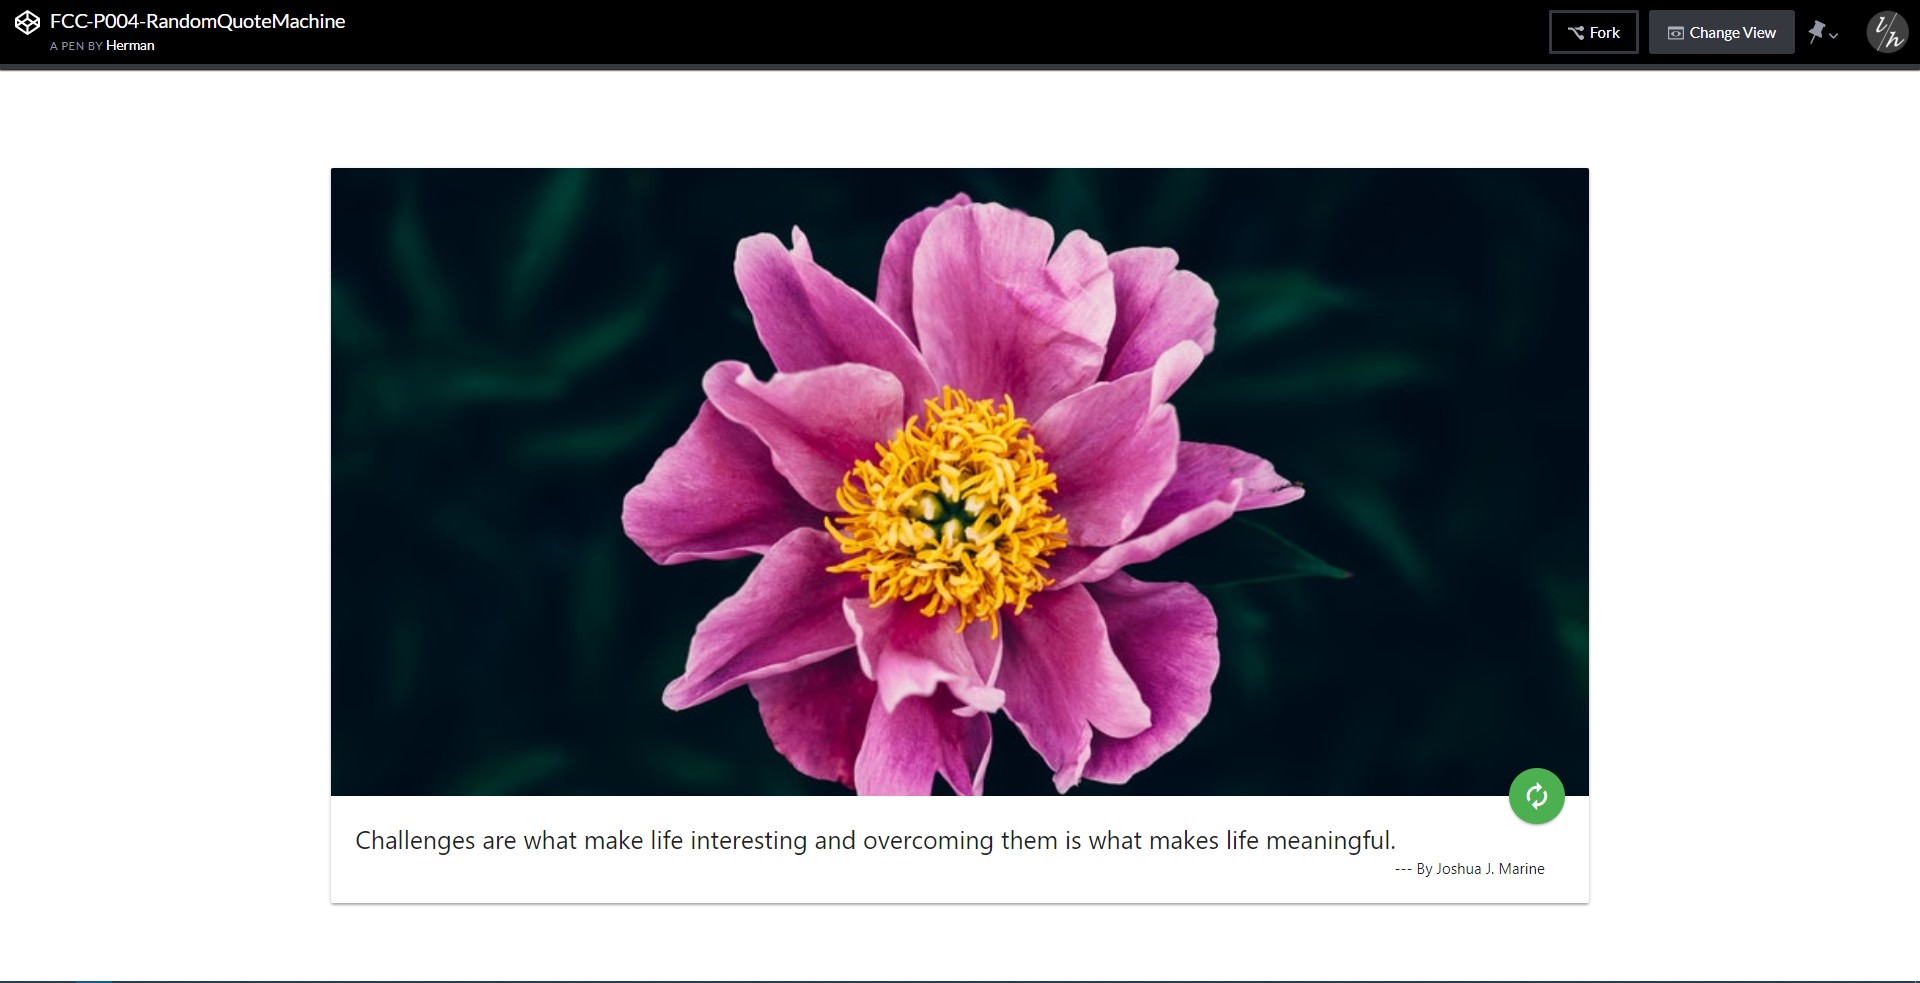 FCC-P004-RandomQuoteMachine
A PEN BY Herman
Fork
Change View
l/h
Challenges are what make life interesting and overcoming them is what makes life meaningful.
--- By Joshua J. Marine